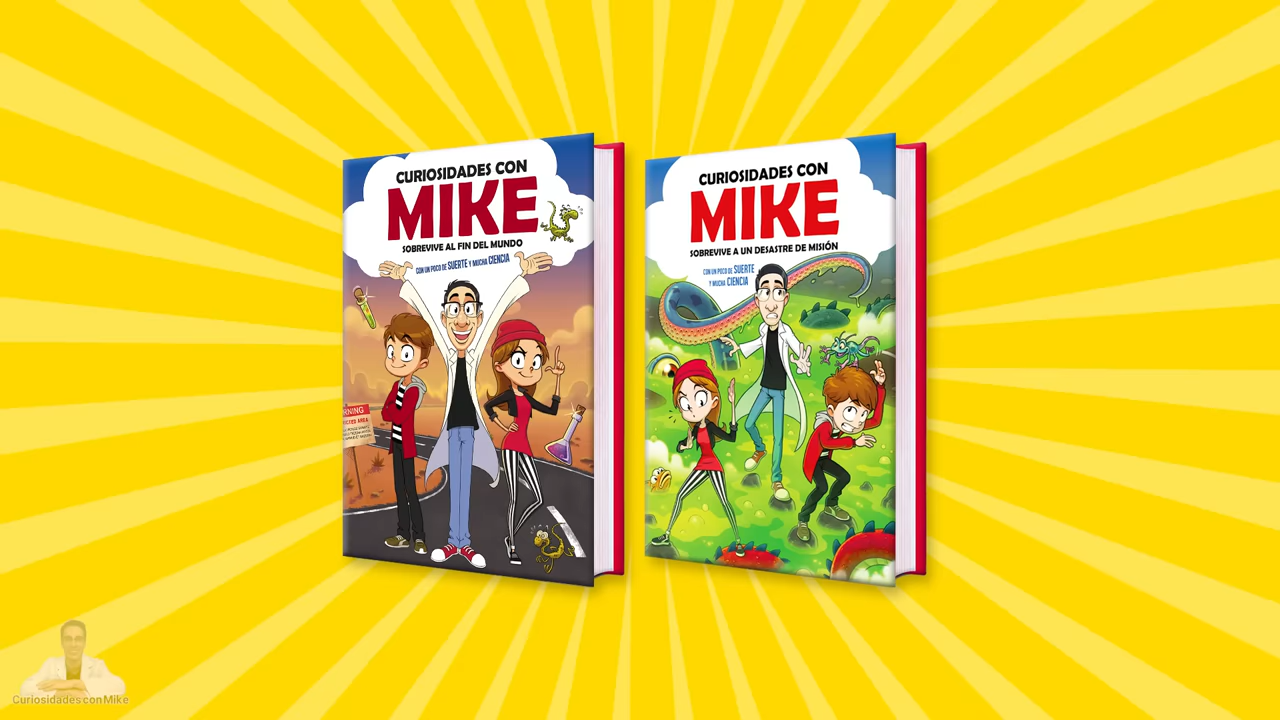 CURIOSIDADES CON
MIKE
SOBREVIVE AL FIN DEL MUNDO
CON UN POCO DE SUERTE Y MUCHA CIENCIA
RNING
CURIOSIDADES CON
MIKE
SOBREVIVE A UN DESASTRE DE MISIÓN
CON UN POCO DE SUERTE
Y MUCHA CIENCIA
Curiosidades con Mike